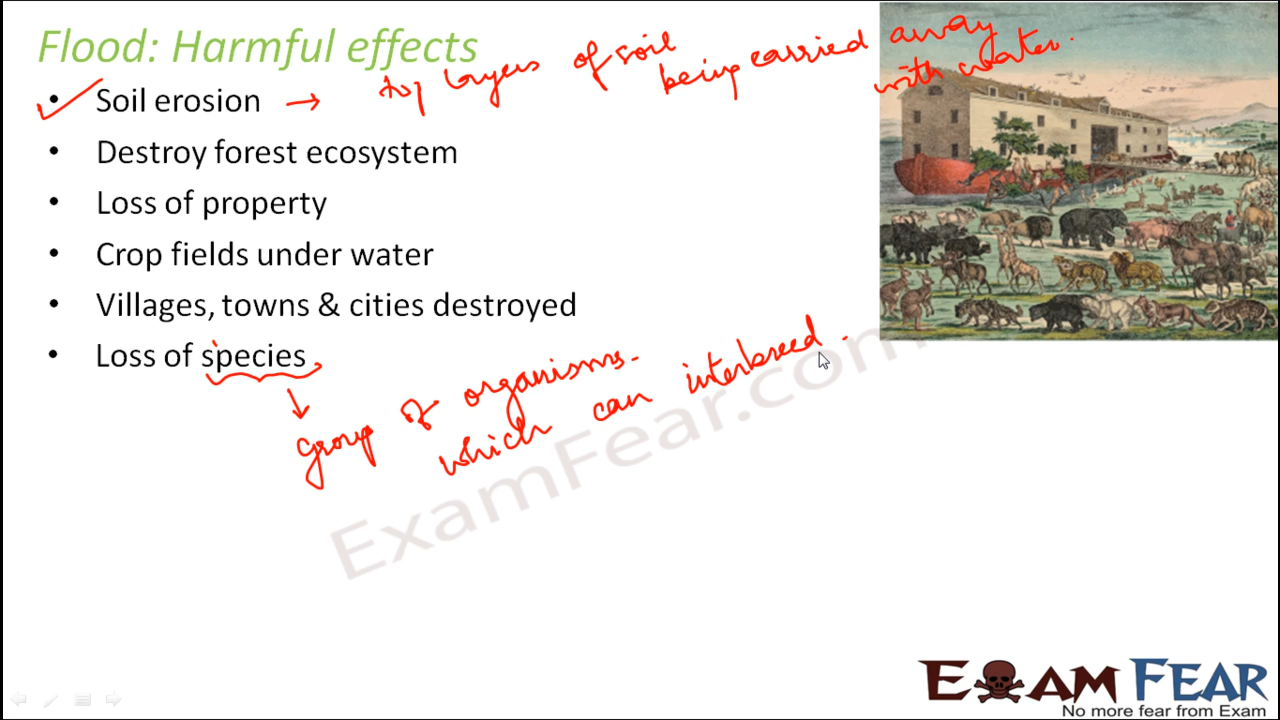 Flood: Harmful effects
• Soil erosion → top layers of soil being carried away with water.
• Destroy forest ecosystem
• Loss of property
• Crop fields under water
• Villages, towns & cities destroyed
• Loss of species
Group of organisms.
which can interbreed.
ExamFear.com
EXAM FEAR
No more fear from Exam